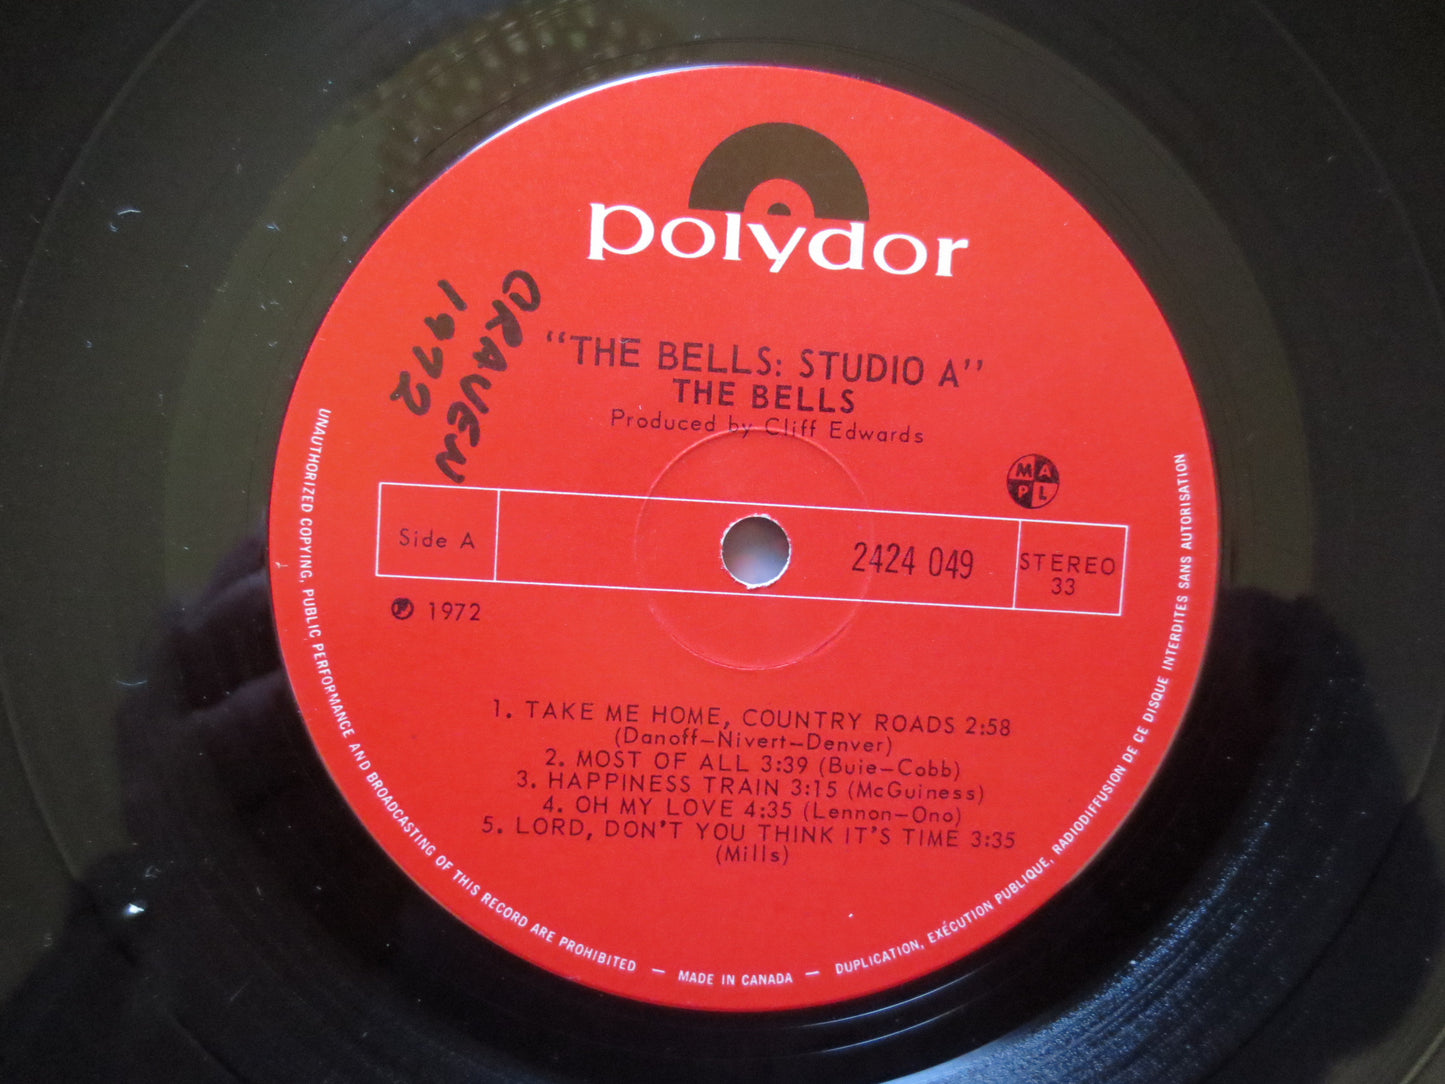 polydor
"THE BELLS: STUDIO A"
THE BELLS
Produced by Cliff Edwards
CRAVEN
1972
M A
P L
Side A
2424 049
STEREO
33
℗ 1972
1. TAKE ME HOME, COUNTRY ROADS 2:58
(Danoff–Nivert–Denver)
2. MOST OF ALL 3:39 (Buie–Cobb)
3. HAPPINESS TRAIN 3:15 (McGuiness)
4. OH MY LOVE 4:35 (Lennon–Ono)
5. LORD, DON'T YOU THINK IT'S TIME 3:35
(Mills)
UNAUTHORIZED COPYING, PUBLIC PERFORMANCE AND BROADCASTING OF THIS RECORD ARE PROHIBITED — MADE IN CANADA — DUPLICATION, EXÉCUTION PUBLIQUE, RADIODIFFUSION DE CE DISQUE INTERDITES SANS AUTORISATION